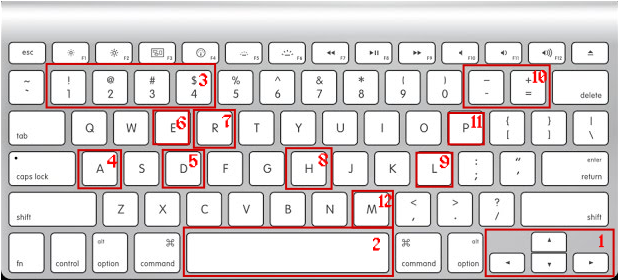 esc F1 F2 F3 F4 F5 F6 F7 F8 F9 F10 F11 F12
~ ! @ # $ 3 % ^ & * ( ) – + 10
~ 1 2 3 4 5 6 7 8 9 0 - = delete
tab Q W E 6 R 7 T Y U I O P 11 { } |
[ ] \
caps lock A 4 S D 5 F G H 8 J K L 9 : " enter
; ' return
shift Z X C V B N M 12 < > ? shift
, . /
fn control alt option ⌘ command 2 ⌘ command alt option 1